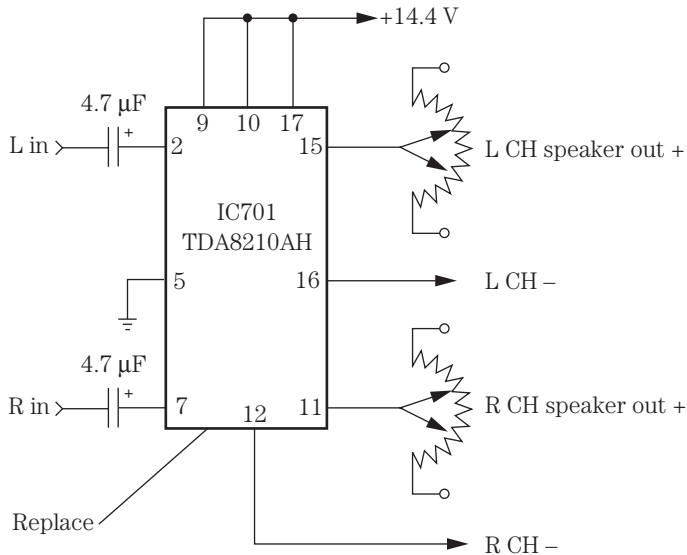 +14.4 V
4.7 µF
9 10 17
L in
+
2
15
L CH speaker out +
IC701
TDA8210AH
5
16
L CH –
4.7 µF
R in
+
7
12
11
R CH speaker out +
Replace
R CH –